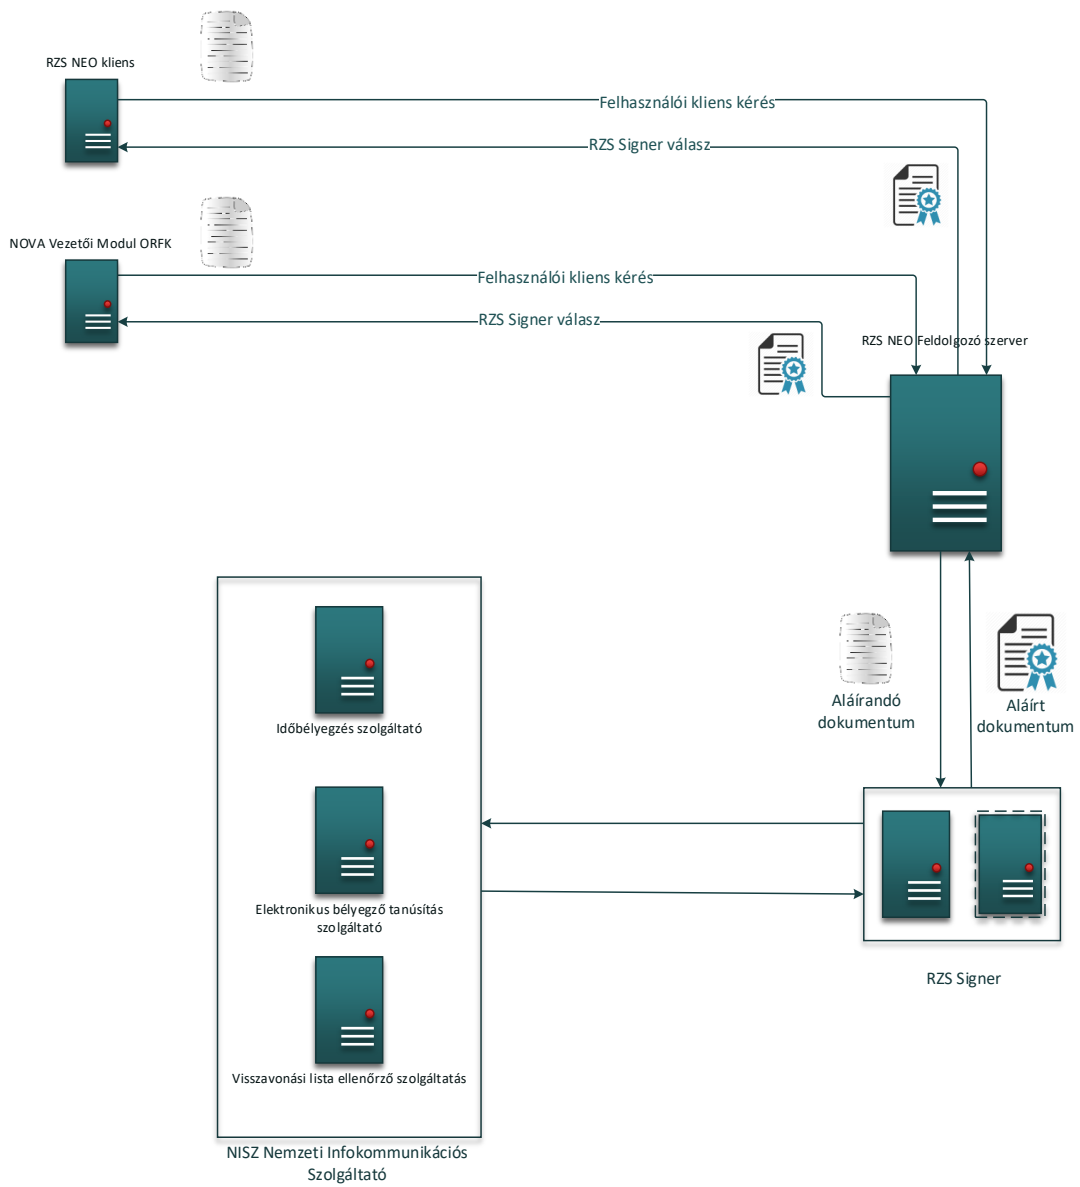 RZS NEO kliens
Felhasználói kliens kérés
RZS Signer válasz
NOVA Vezetői Modul ORFK
Felhasználói kliens kérés
RZS Signer válasz
RZS NEO Feldolgozó szerver
Aláírandó
dokumentum
Aláírt
dokumentum
Időbélyegzés szolgáltató
Elektronikus bélyegző tanúsítás
szolgáltató
RZS Signer
Visszavonási lista ellenőrző szolgáltatás
NISZ Nemzeti Infokommunikációs
Szolgáltató